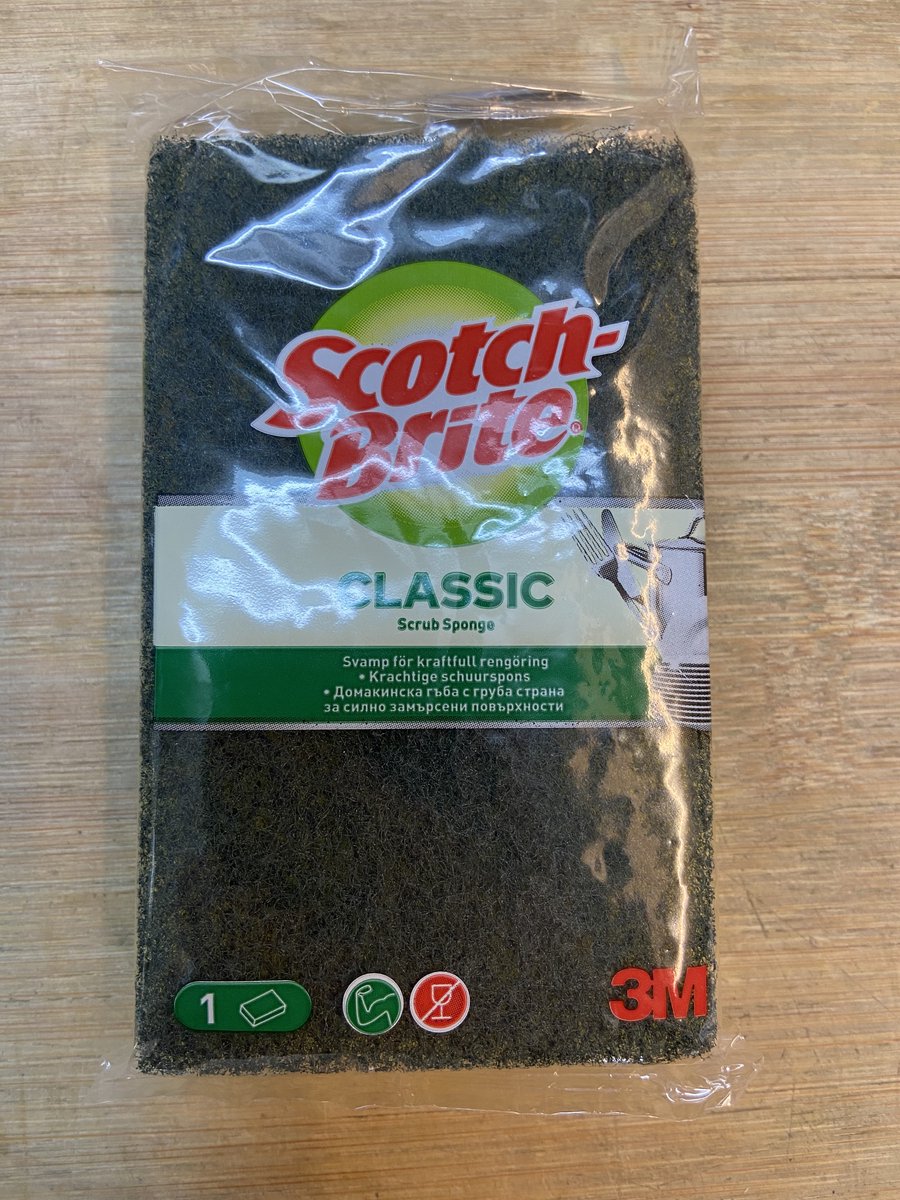 Scotch-
Brite®
CLASSIC
Scrub Sponge
Svamp för kraftfull rengöring
• Krachtige schuurspons
• Домакинска гъба с груба страна
за силно замърсени повърхности
1
3M